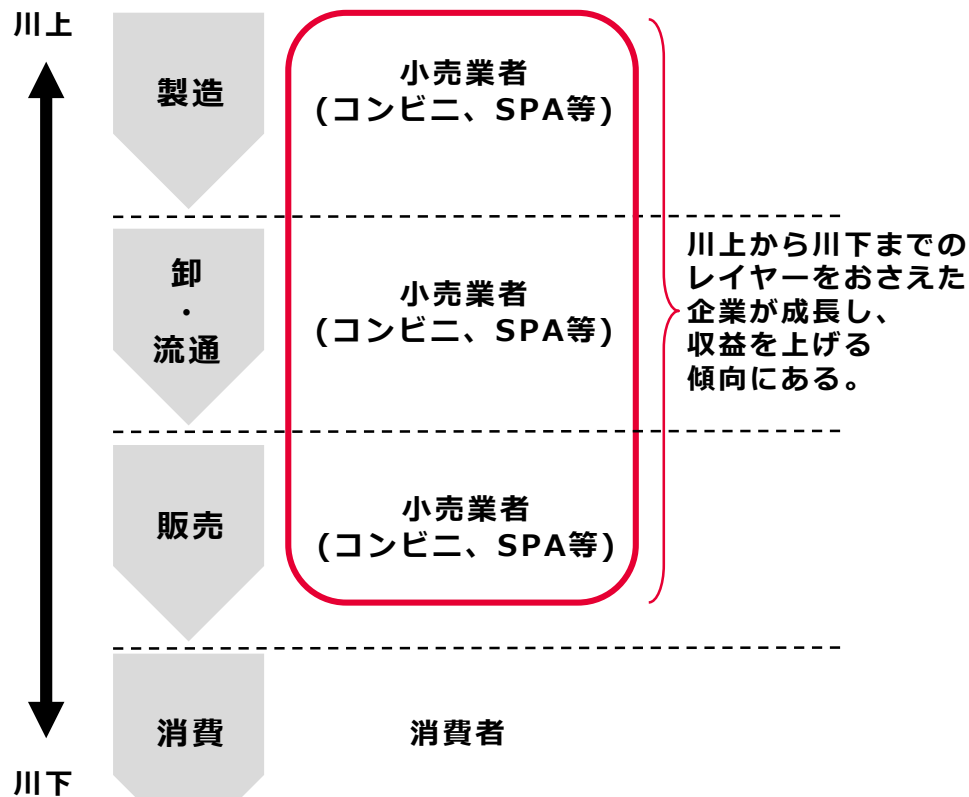 川上
製造
小売業者
(コンビニ、SPA等)
卸
・
流通
小売業者
(コンビニ、SPA等)
川上から川下までの
レイヤーをおさえた
企業が成長し、
収益を上げる
傾向にある。
販売
小売業者
(コンビニ、SPA等)
消費
消費者
川下